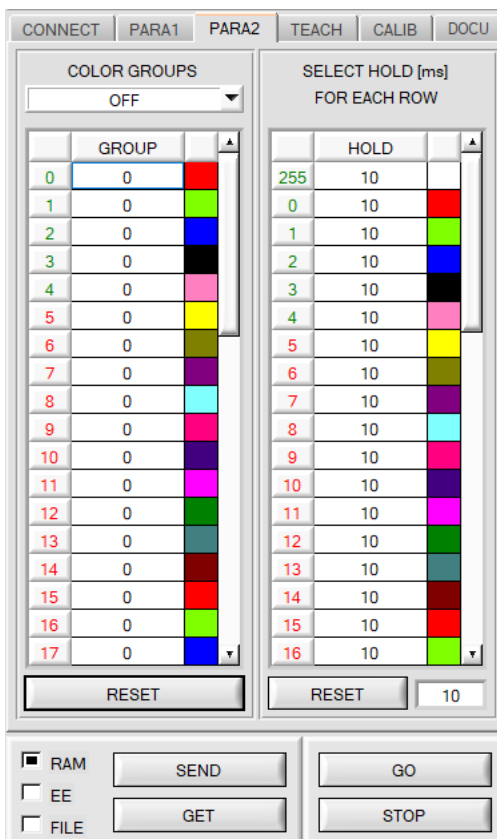 CONNECT PARA1 PARA2 TEACH CALIB DOCU
COLOR GROUPS
OFF
GROUP
0 0
1 0
2 0
3 0
4 0
5 0
6 0
7 0
8 0
9 0
10 0
11 0
12 0
13 0
14 0
15 0
16 0
17 0
RESET
SELECT HOLD [ms]
FOR EACH ROW
HOLD
255 10
0 10
1 10
2 10
3 10
4 10
5 10
6 10
7 10
8 10
9 10
10 10
11 10
12 10
13 10
14 10
15 10
16 10
RESET 10
RAM
EE
FILE
SEND
GET
GO
STOP